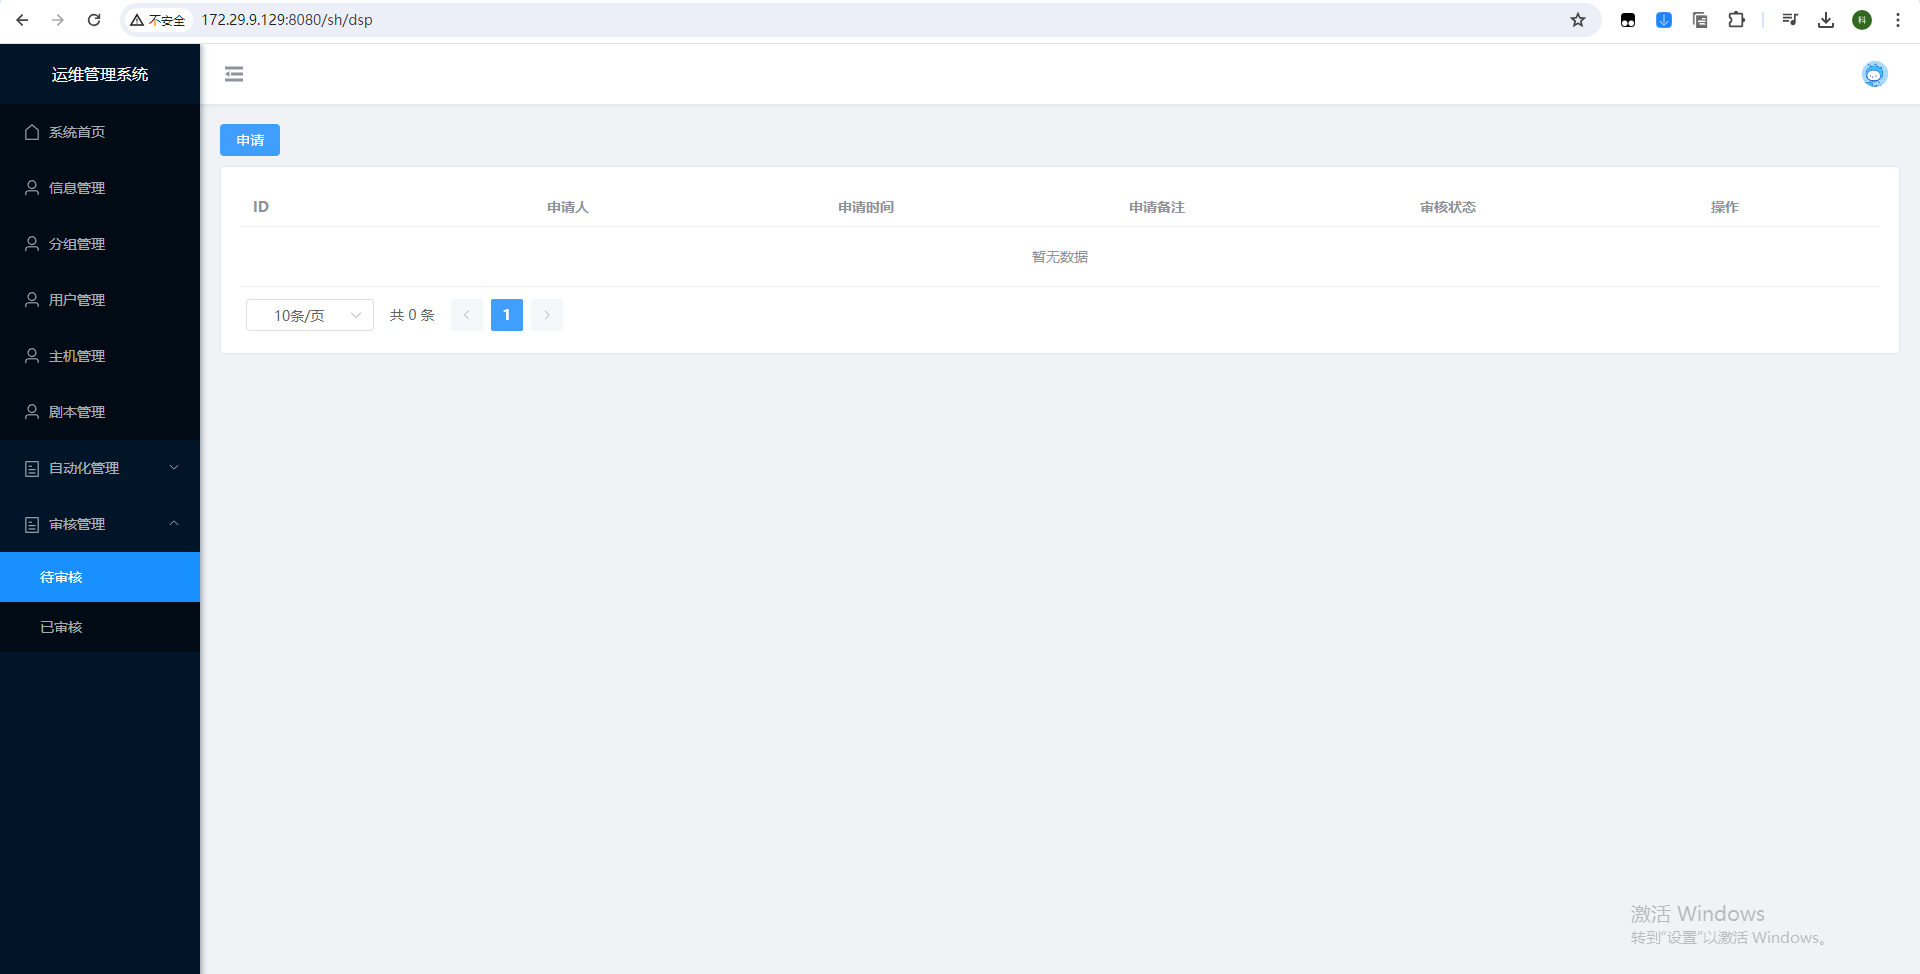 不安全
172.29.9.129:8080/sh/dsp
科
运维管理系统
系统首页
信息管理
分组管理
用户管理
主机管理
剧本管理
自动化管理
审核管理
待审核
已审核
申请
ID 申请人 申请时间 申请备注 审核状态 操作
暂无数据
10条/页 共 0 条 1
激活 Windows
转到“设置”以激活 Windows。